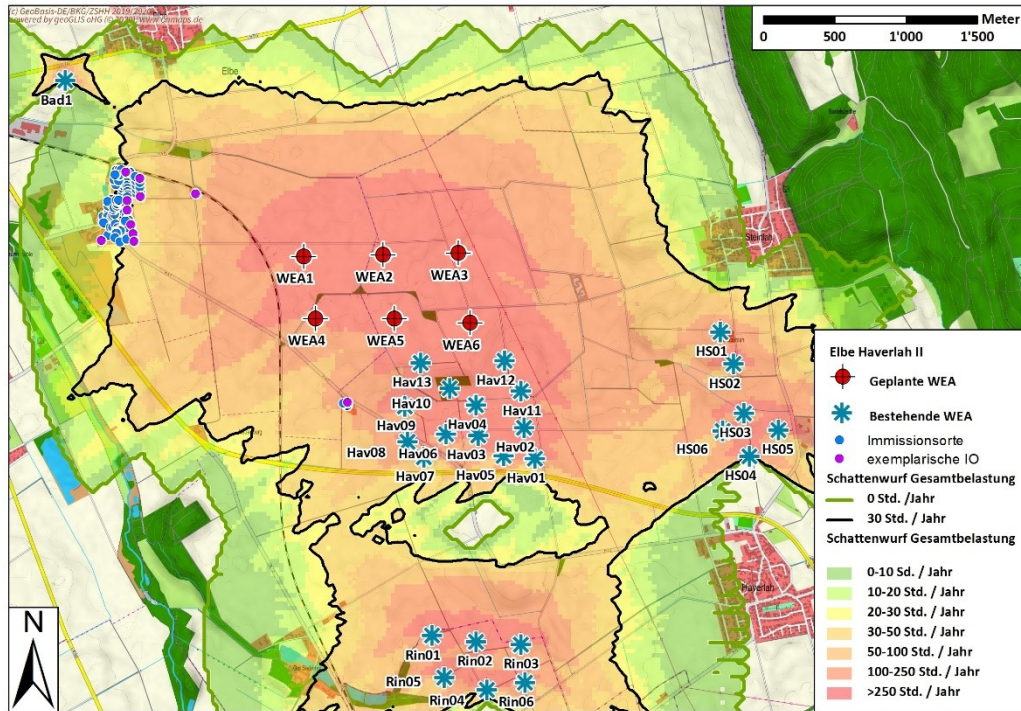 (c) GeoBasis-DE/BKG/ZSHH 2019/2020
powered by geoGLIS oHG (© 2020) www.onmaps.de
Meter
0 500 1'000 1'500
Elbe
Bad1
Steinlah
WEA1
WEA2
WEA3
WEA4
WEA5
WEA6
HS01
HS02
Hav13
Hav12
Hav10
Hav11
Hav09
Hav04
Hav02
HS03
HS06
HS05
Hav08
Hav06
Hav03
Hav05
Hav07
Hav01
HS04
Haverlah
Rin01
Rin02
Rin03
Rin05
Rin04
Rin06
N
Elbe Haverlah II
Geplante WEA
Bestehende WEA
Immissionsorte
exemplarische IO
Schattenwurf Gesamtbelastung
0 Std. /Jahr
30 Std. / Jahr
Schattenwurf Gesamtbelastung
0-10 Sd. / Jahr
10-20 Std. / Jahr
20-30 Std. / Jahr
30-50 Std. / Jahr
50-100 Std. / Jahr
100-250 Std. / Jahr
>250 Std. / Jahr